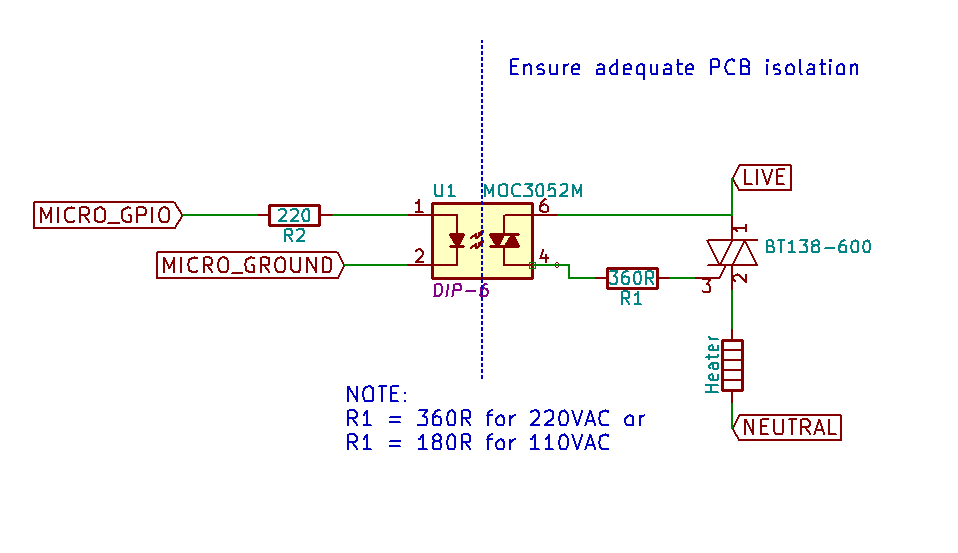 Ensure adequate PCB isolation
LIVE
U1
MOC3052M
MICRO_GPIO
220
R2
1
6
1
BT138-600
MICRO_GROUND
2
4
360R
R1
3
2
DIP-6
Heater
NOTE:
R1 = 360R for 220VAC or
R1 = 180R for 110VAC
NEUTRAL